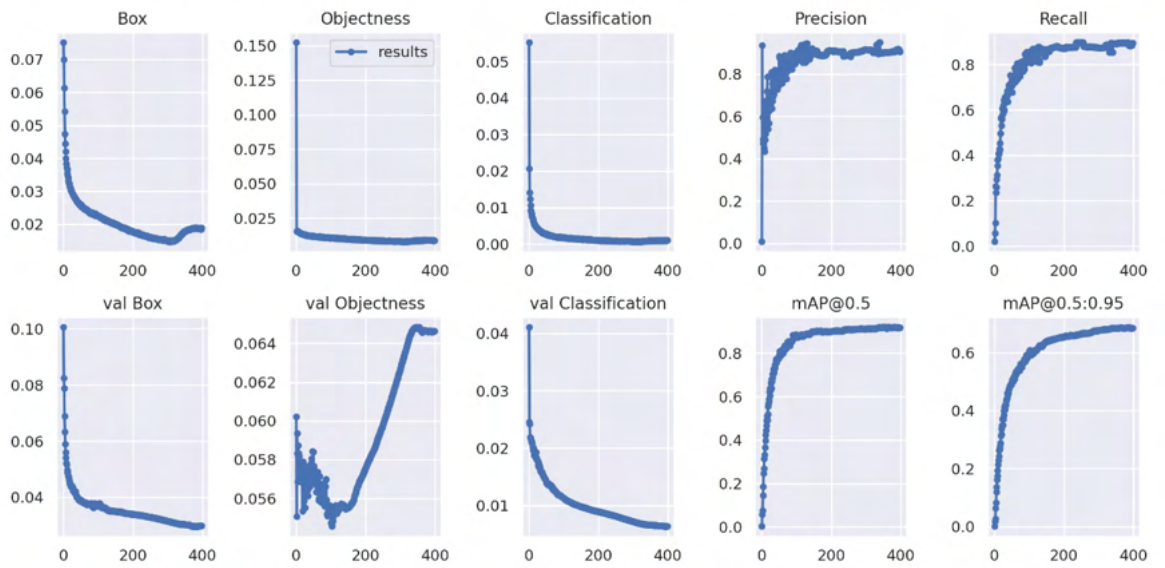 Box
Objectness
Classification
Precision
Recall
0.07
0.06
0.05
0.04
0.03
0.02
0 200 400
results
0.150
0.125
0.100
0.075
0.050
0.025
0 200 400
0.05
0.04
0.03
0.02
0.01
0.00
0 200 400
0.8
0.6
0.4
0.2
0.0
0 200 400
0.8
0.6
0.4
0.2
0.0
0 200 400
val Box
val Objectness
val Classification
mAP@0.5
mAP@0.5:0.95
0.10
0.08
0.06
0.04
0 200 400
0.064
0.062
0.060
0.058
0.056
0 200 400
0.04
0.03
0.02
0.01
0 200 400
0.8
0.6
0.4
0.2
0.0
0 200 400
0.6
0.4
0.2
0.0
0 200 400